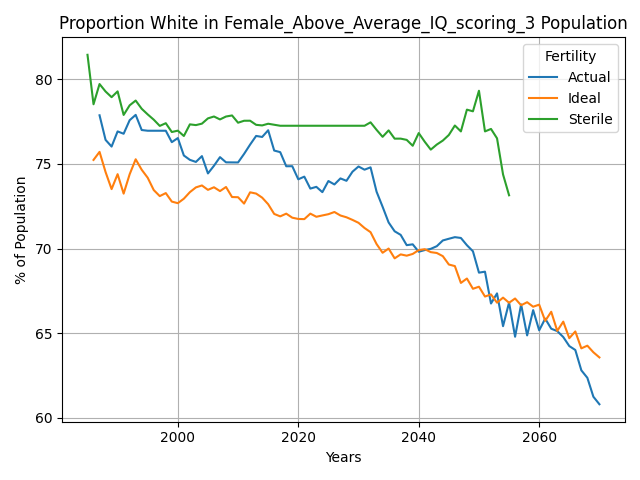 Proportion White in Female_Above_Average_IQ_scoring_3 Population
Fertility
Actual
Ideal
Sterile
% of Population
80
75
70
65
60
2000
2020
2040
2060
Years